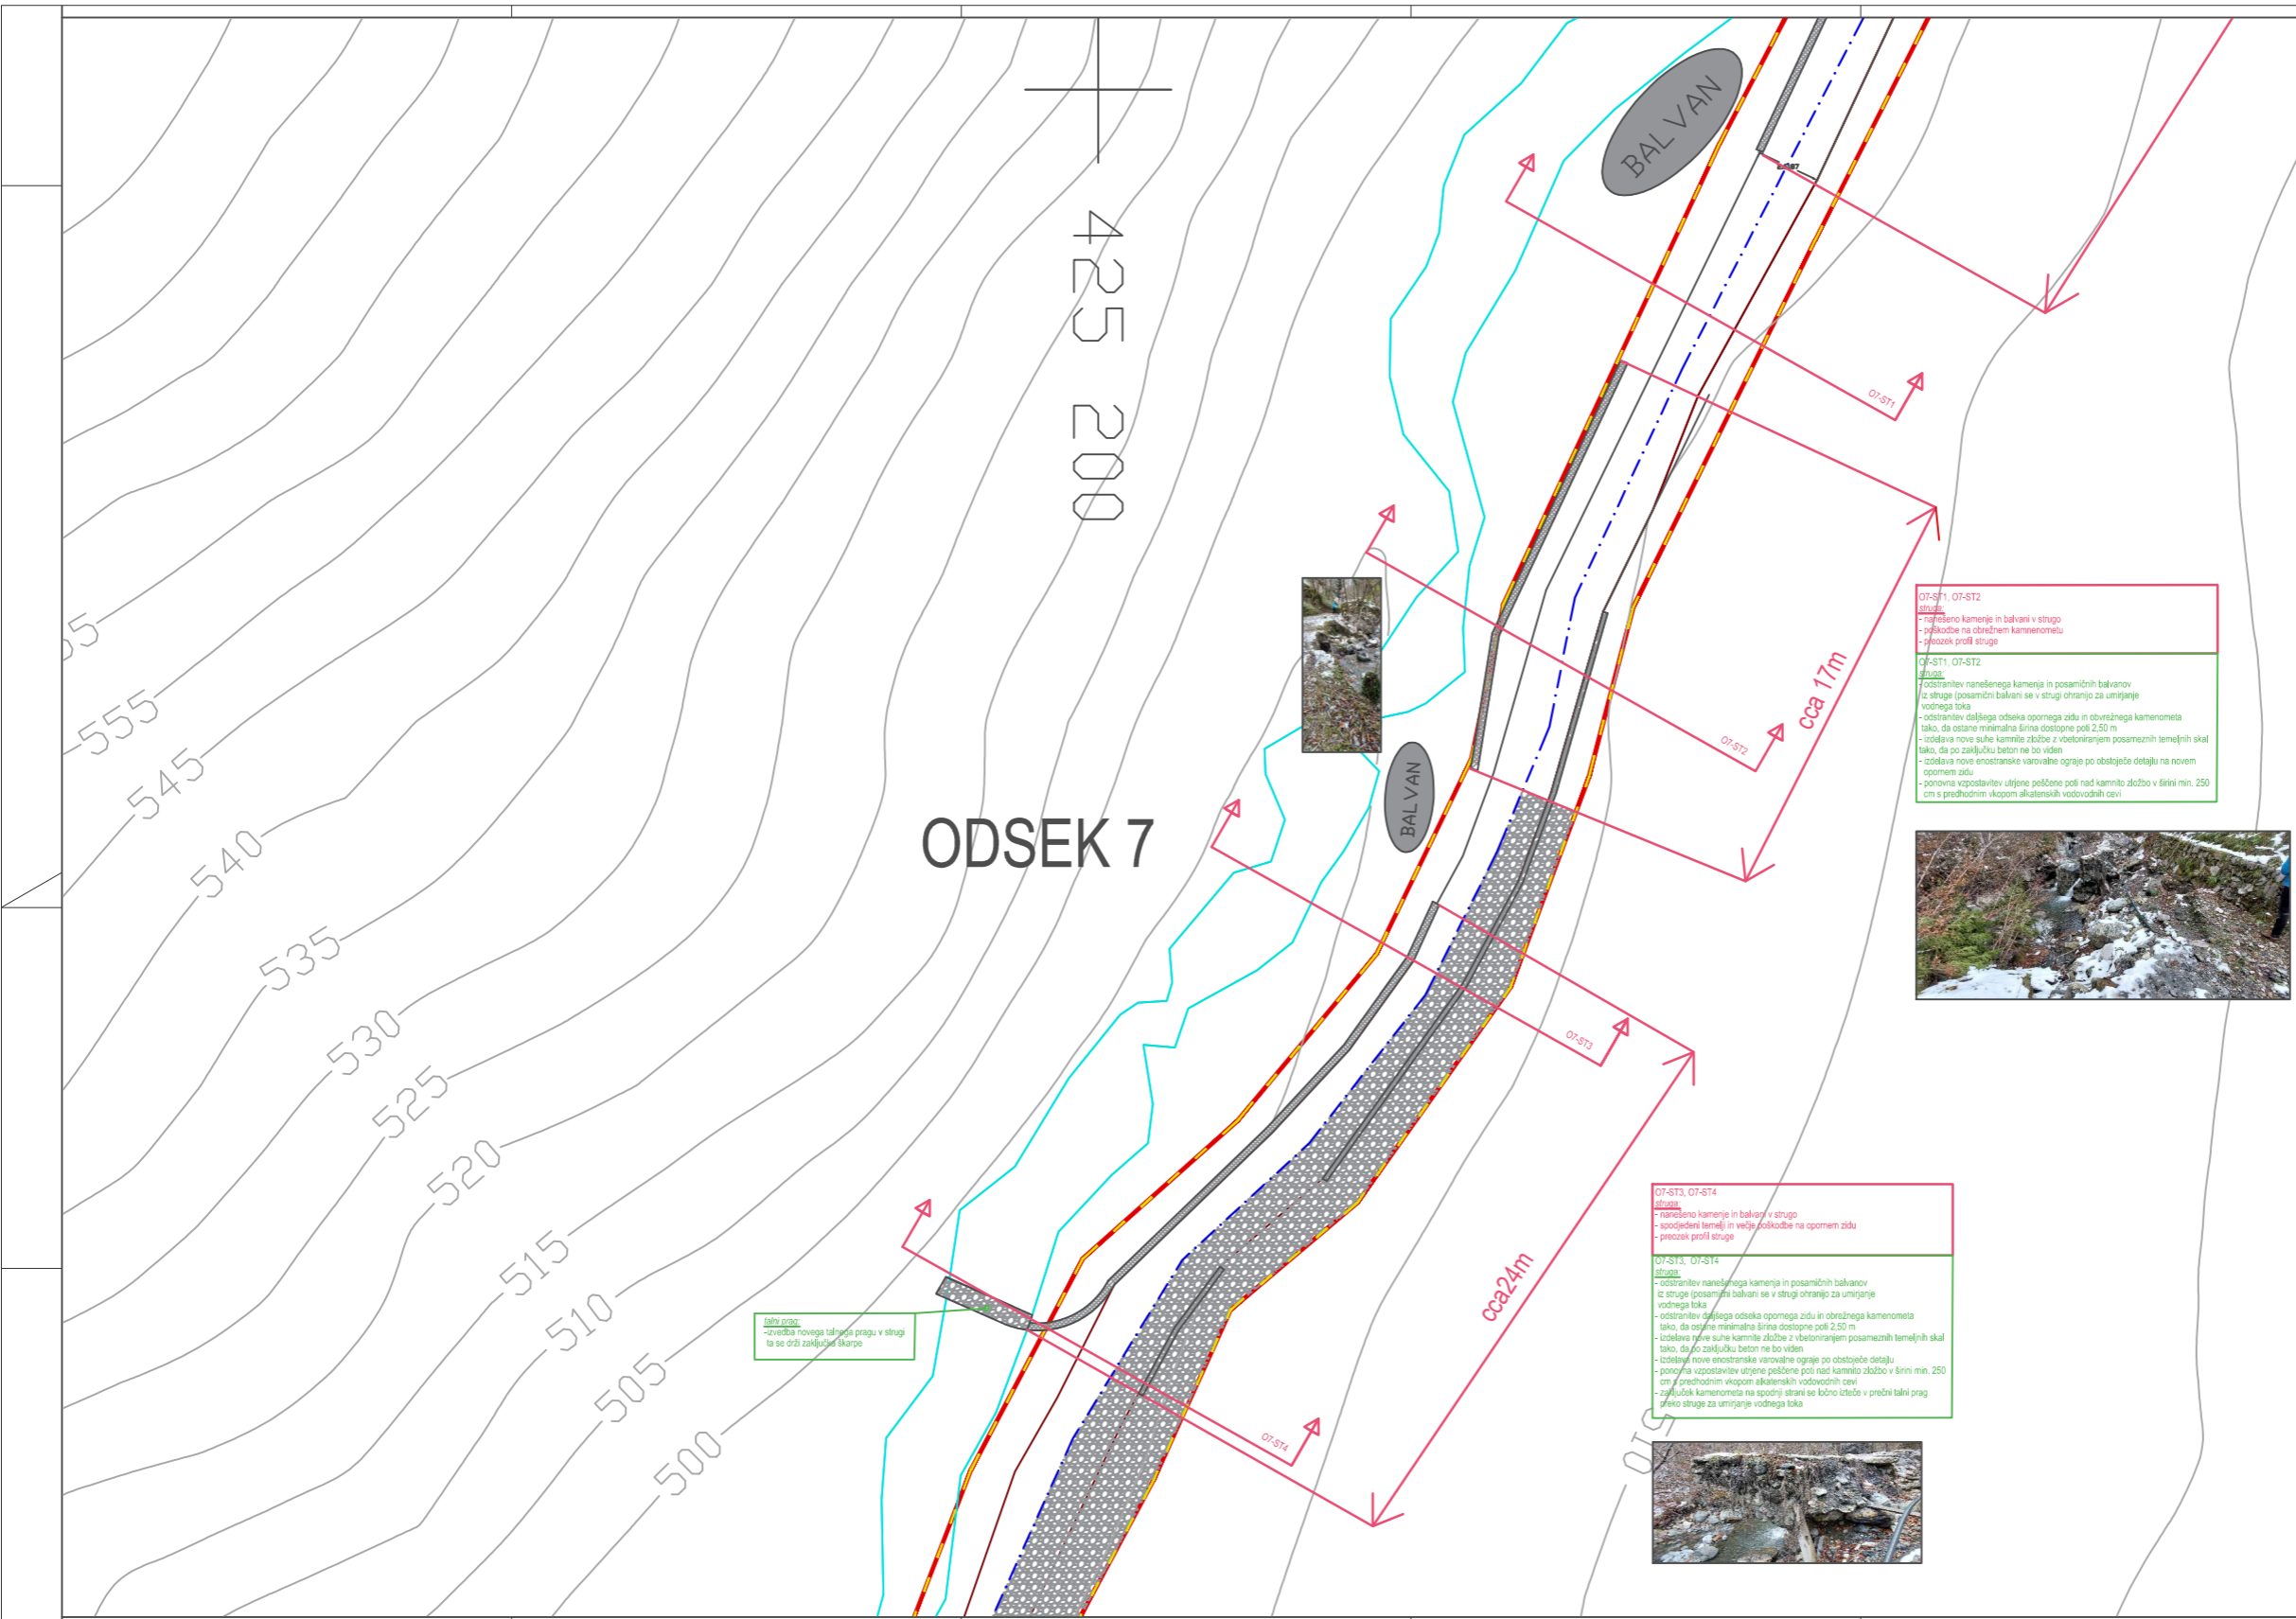 BALVAN
425 200
O7-ST1
O7-ST2
cca 17m
BALVAN
ODSEK 7
O7-ST3
cca24m
O7-ST4
555
545
540
535
530
525
520
515
510
505
500
510
O7-ST1, O7-ST2
struga:
- nanešeno kamenje in balvani v strugo
- poškodbe na obrežnem kamnenometu
- preozek profil struge
O7-ST1, O7-ST2
struga:
- odstranitev nanešenega kamenja in posamičnih balvanov
iz struge (posamični balvani se v strugi ohranijo za umirjanje
vodnega toka
- odstranitev daljšega odseka opornega zidu in obvrežnega kamenometa
tako, da ostane minimalna širina dostopne poti 2,50 m
- izdelava nove suhe kamnite zložbe z vbetoniranjem posameznih temeljnih skal
tako, da po zaključku beton ne bo viden
- izdelava nove enostranske varovalne ograje po obstoječe detajlu na novem
opornem zidu
- ponovna vzpostavitev utrjene peščene poti nad kamnito zložbo v širini min. 250
cm s predhodnim vkopom alkatenskih vodovodnih cevi
O7-ST3, O7-ST4
struga:
- nanešeno kamenje in balvani v strugo
- spodjedeni temelji in večje poškodbe na opornem zidu
- preozek profil struge
O7-ST3, O7-ST4
struga:
- odstranitev nanešenega kamenja in posamičnih balvanov
iz struge (posamični balvani se v strugi ohranijo za umirjanje
vodnega toka
- odstranitev daljšega odseka opornega zidu in obrežnega kamenometa
tako, da ostane minimalna širina dostopne poti 2,50 m
- izdelava nove suhe kamnite zložbe z vbetoniranjem posameznih temeljnih skal
tako, da po zaključku beton ne bo viden
- izdelava nove enostranske varovalne ograje po obstoječe detajlu
- ponovna vzpostavitev utrjene peščene poti nad kamnito zložbo v širini min. 250
cm s predhodnim vkopom alkatenskih vodovodnih cevi
- zaključek kamenometa na spodnji strani se ločno izteče v prečni talni prag
preko struge za umirjanje vodnega toka
talni prag:
-izvedba novega talnega pragu v strugi
ta se drži zaključka škarpe